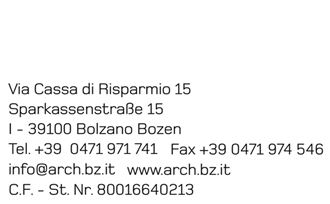 Via Cassa di Risparmio 15
Sparkassenstraße 15
I - 39100 Bolzano Bozen
Tel. +39 0471 971 741 Fax +39 0471 974 546
info@arch.bz.it www.arch.bz.it
C.F. - St. Nr. 80016640213